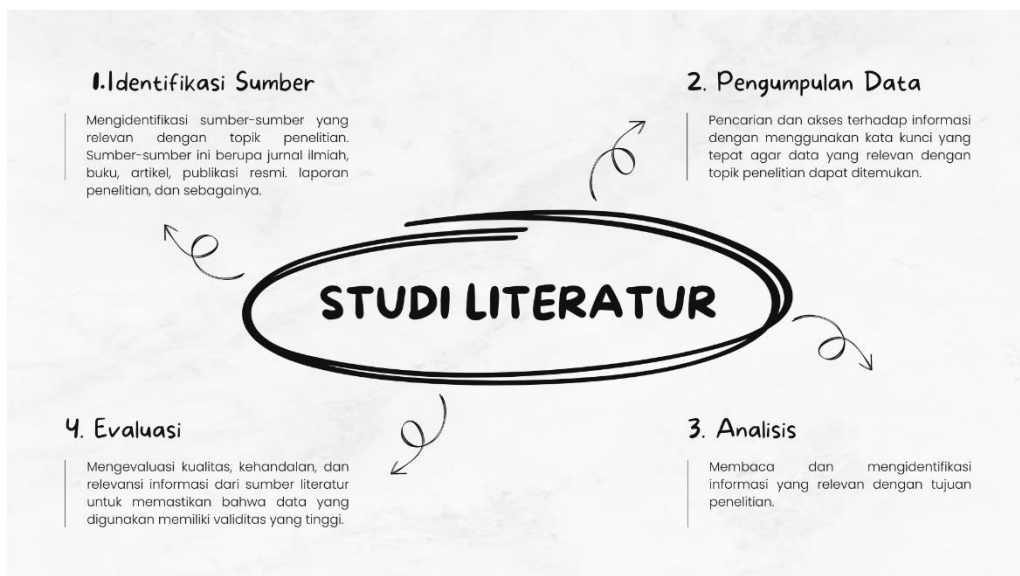 1.Identifikasi Sumber
Mengidentifikasi sumber-sumber yang
relevan dengan topik penelitian.
Sumber-sumber ini berupa jurnal ilmiah,
buku, artikel, publikasi resmi. laporan
penelitian, dan sebagainya.
2. Pengumpulan Data
Pencarian dan akses terhadap informasi
dengan menggunakan kata kunci yang
tepat agar data yang relevan dengan
topik penelitian dapat ditemukan.
STUDI LITERATUR
3. Analisis
Membaca dan mengidentifikasi
informasi yang relevan dengan tujuan
penelitian.
4. Evaluasi
Mengevaluasi kualitas, kehandalan, dan
relevansi informasi dari sumber literatur
untuk memastikan bahwa data yang
digunakan memiliki validitas yang tinggi.